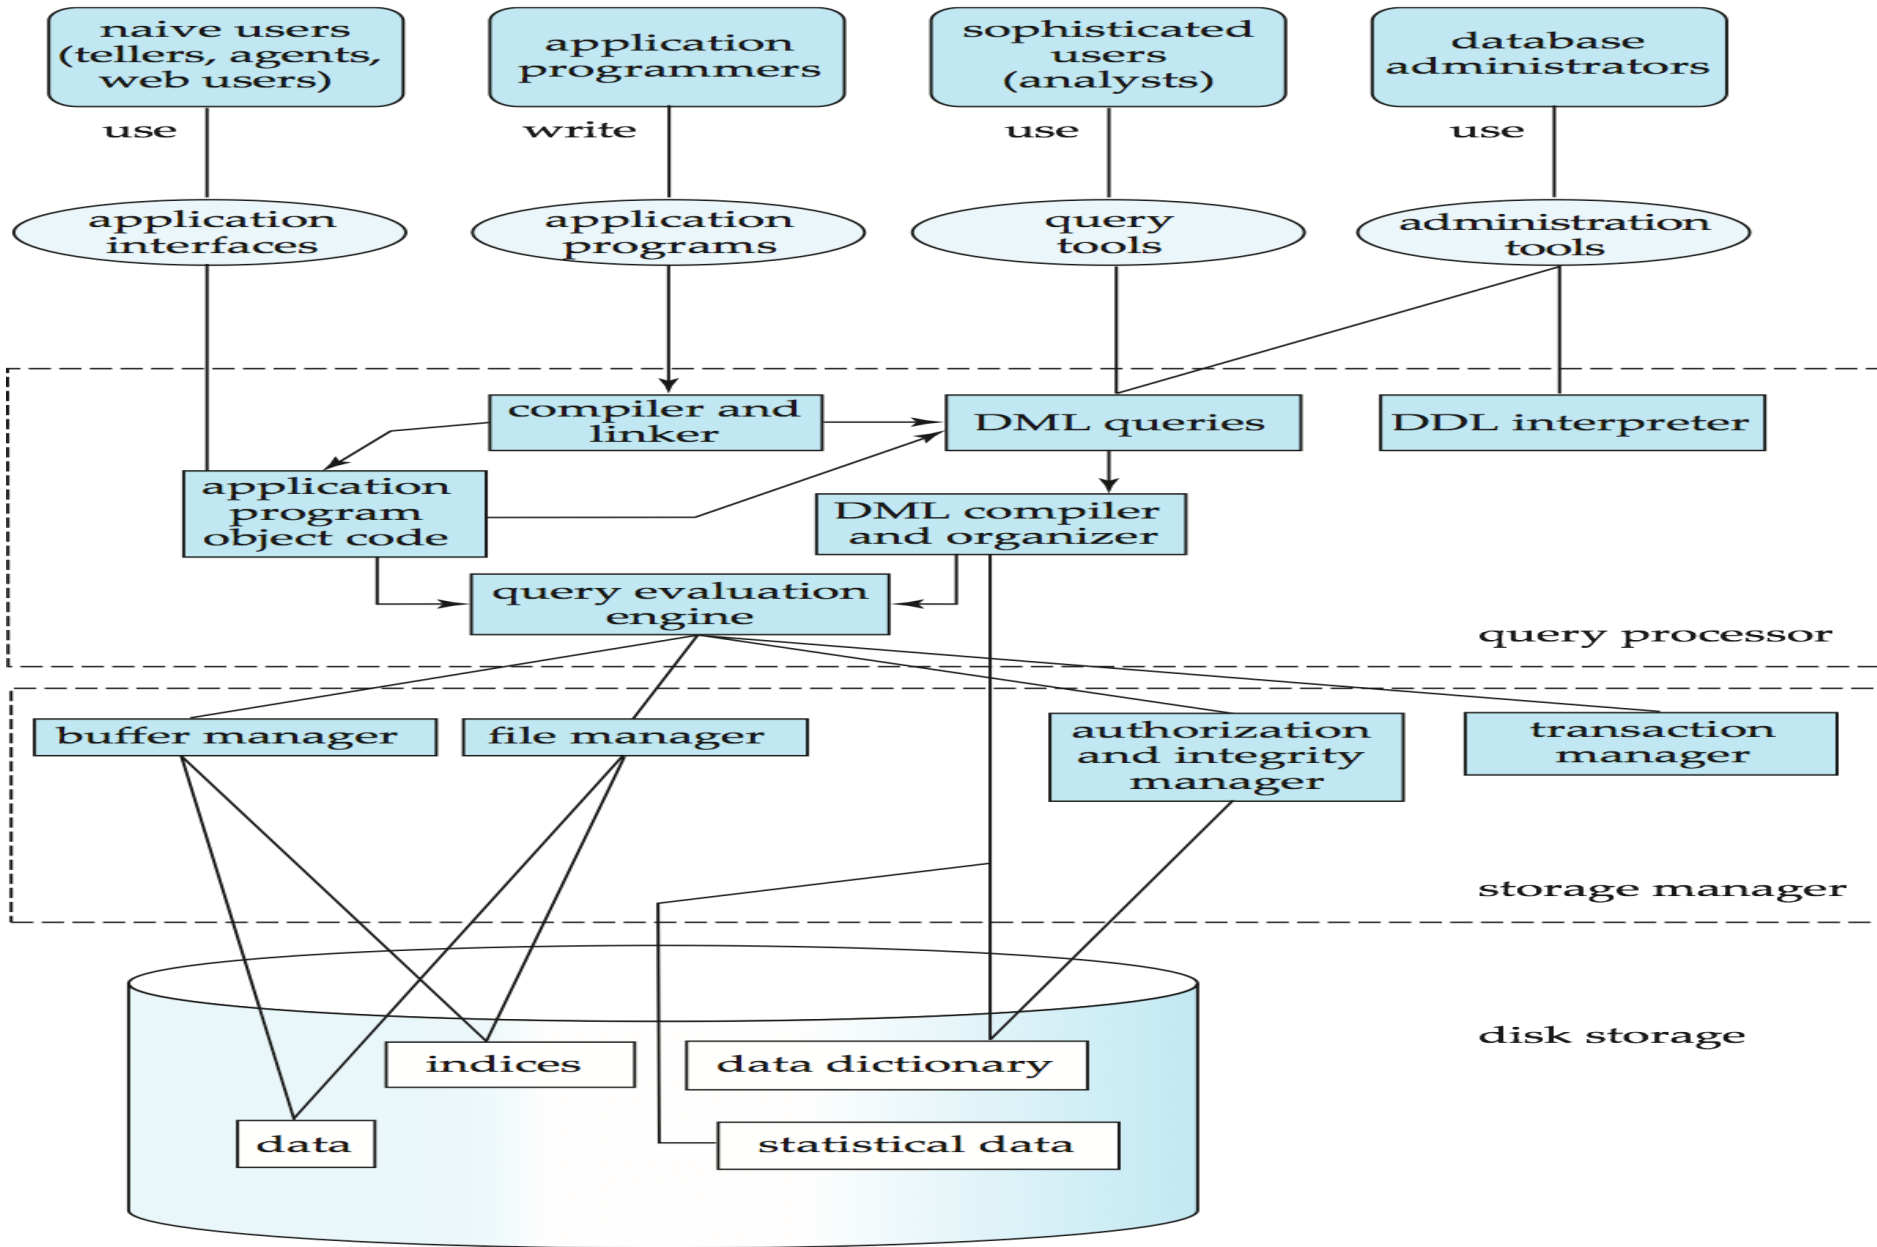 naive users
(tellers, agents,
web users)
application
programmers
sophisticated
users
(analysts)
database
administrators
use
write
use
use
application
interfaces
application
programs
query
tools
administration
tools
compiler and
linker
DML queries
DDL interpreter
application
program
object code
DML compiler
and organizer
query evaluation
engine
query processor
buffer manager
file manager
authorization
and integrity
manager
transaction
manager
storage manager
disk storage
indices
data dictionary
data
statistical data